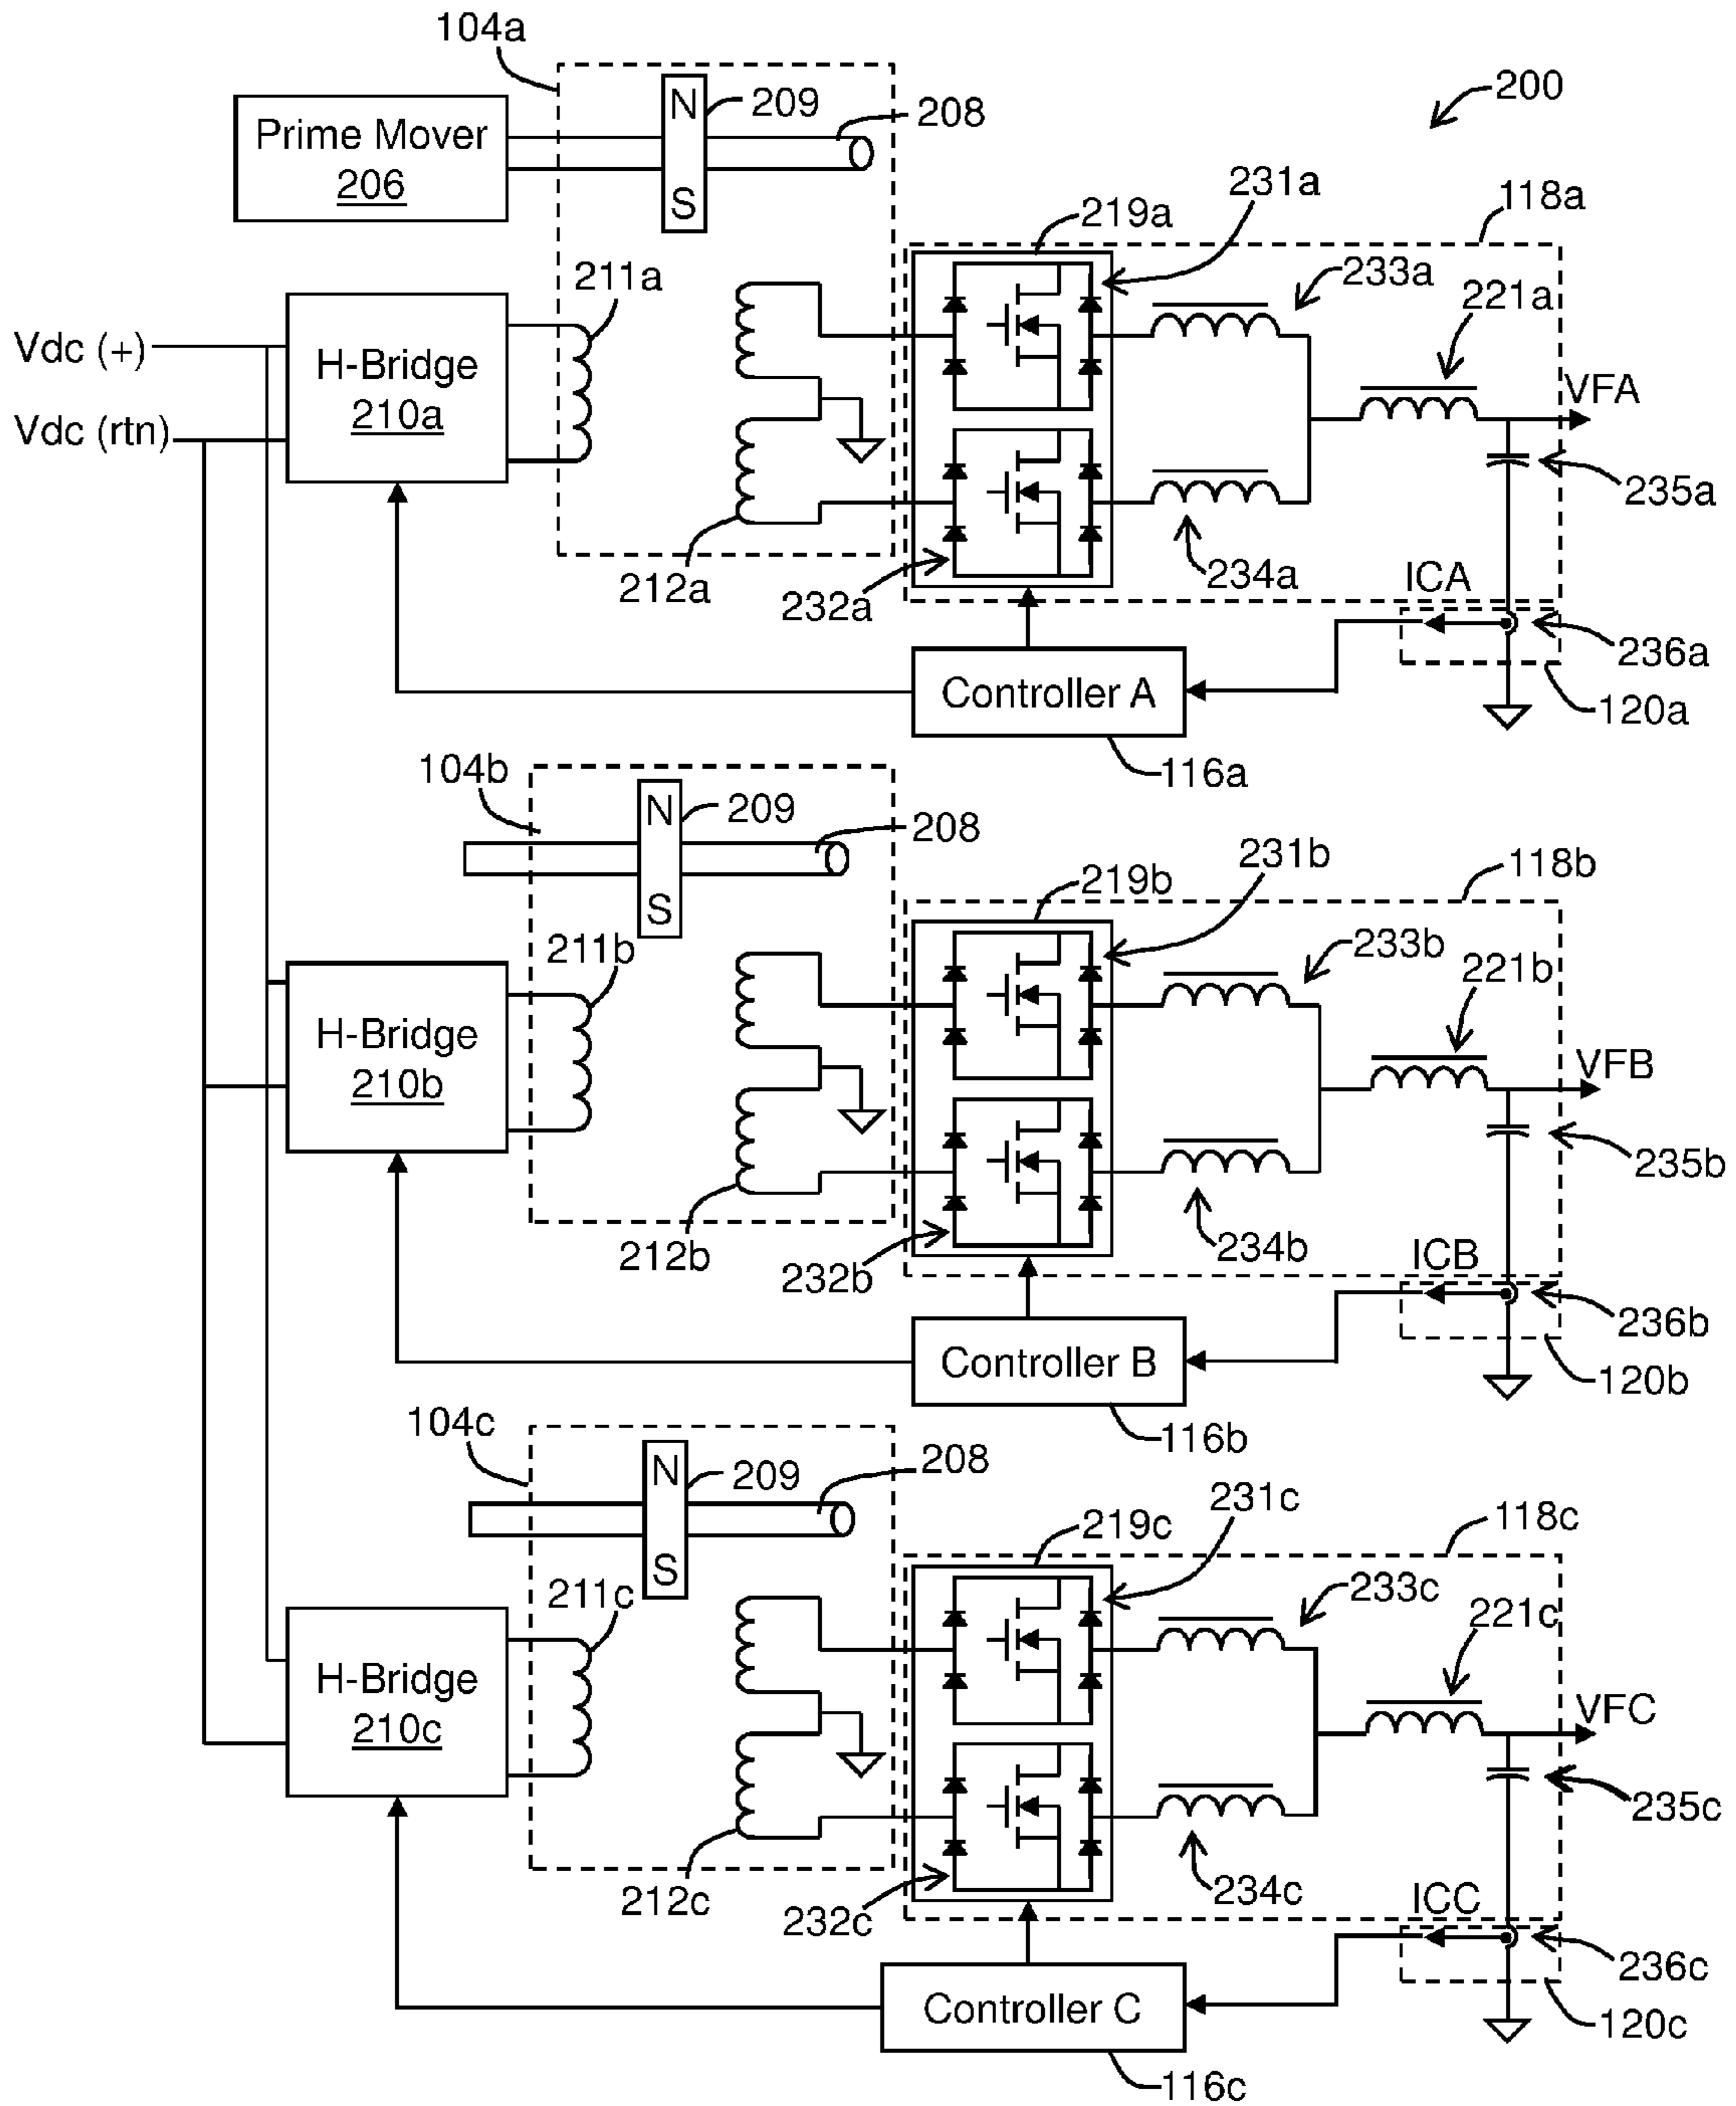 104a
N
209
208
200
Prime Mover
206
S
231a
118a
219a
233a
211a
221a
Vdc (+)
H-Bridge
210a
VFA
Vdc (rtn)
235a
212a
232a
234a
ICA
236a
Controller A
120a
116a
104b
N
209
208
231b
118b
219b
S
233b
211b
221b
H-Bridge
210b
VFB
235b
212b
232b
234b
ICB
236b
Controller B
120b
104c
116b
N
209
208
231c
118c
219c
S
233c
211c
221c
H-Bridge
210c
VFC
235c
212c
232c
234c
ICC
236c
Controller C
120c
116c